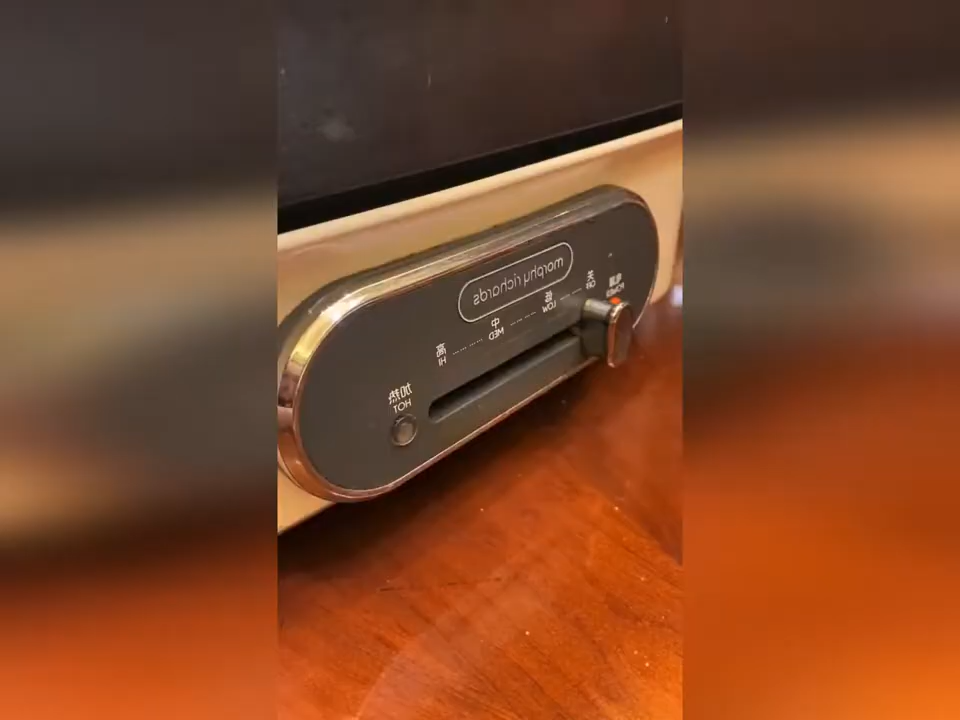 morphy richards
电源
POWER
关
OFF
低
LOW
中
MED
高
HI
加热
HOT